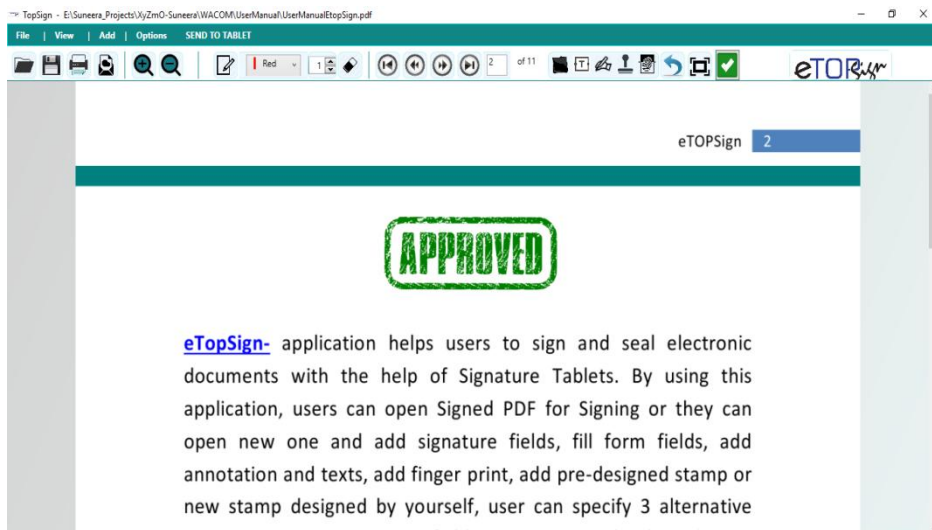 TopSign - E:\Suneera_Projects\XyZmO-Suneera\WACOM\UserManual\UserManualEtopSign.pdf
File | View | Add | Options SEND TO TABLET
Red 1 2 of 11 eTOPSign
eTOPSign 2
APPROVED
eTopSign- application helps users to sign and seal electronic
documents with the help of Signature Tablets. By using this
application, users can open Signed PDF for Signing or they can
open new one and add signature fields, fill form fields, add
annotation and texts, add finger print, add pre-designed stamp or
new stamp designed by yourself, user can specify 3 alternative